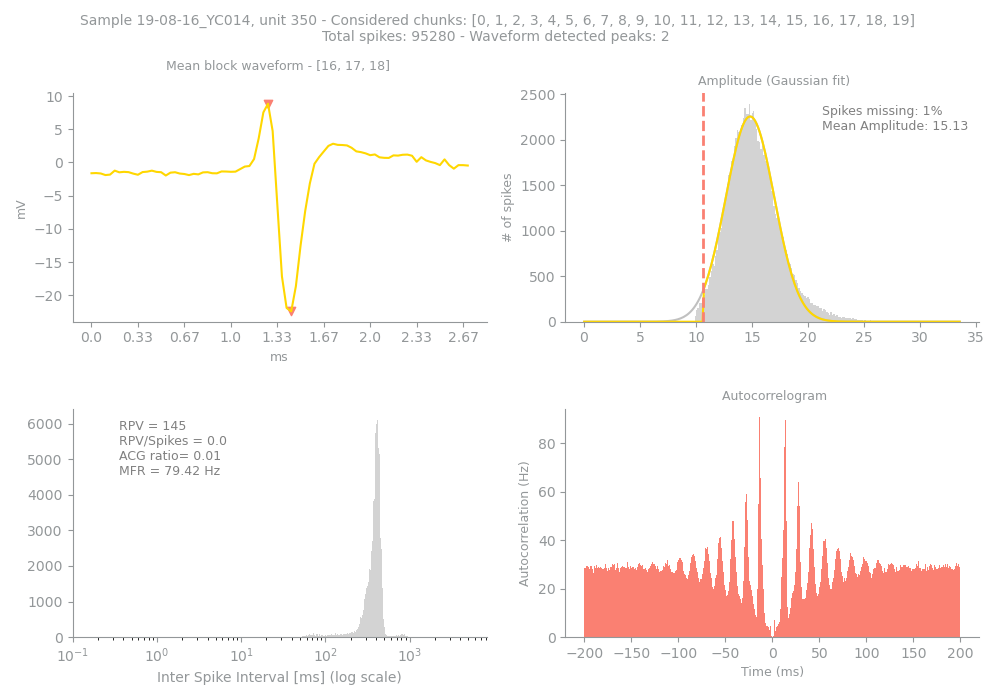 Sample 19-08-16_YC014, unit 350 - Considered chunks: [0, 1, 2, 3, 4, 5, 6, 7, 8, 9, 10, 11, 12, 13, 14, 15, 16, 17, 18, 19]
Total spikes: 95280 - Waveform detected peaks: 2
Mean block waveform - [16, 17, 18]
10
5
0
−5
−10
−15
−20
mV
0.0 0.33 0.67 1.0 1.33 1.67 2.0 2.33 2.67
ms
Amplitude (Gaussian fit)
Spikes missing: 1%
Mean Amplitude: 15.13
2500
2000
1500
1000
500
0
# of spikes
0 5 10 15 20 25 30 35
RPV = 145
RPV/Spikes = 0.0
ACG ratio= 0.01
MFR = 79.42 Hz
6000
5000
4000
3000
2000
1000
0
10⁻¹ 10⁰ 10¹ 10² 10³
Inter Spike Interval [ms] (log scale)
Autocorrelogram
80
60
40
20
0
Autocorrelation (Hz)
−200 −150 −100 −50 0 50 100 150 200
Time (ms)